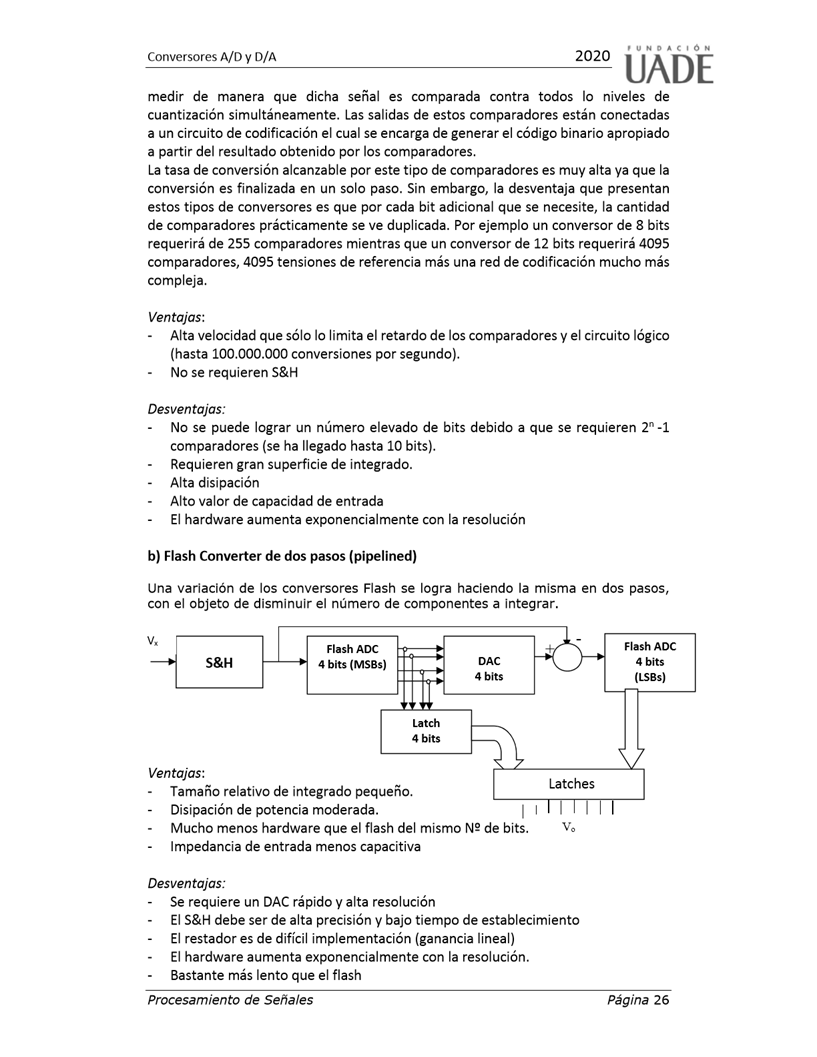 Conversores A/D y D/A 2020
FUNDACIÓN
UADE
medir de manera que dicha señal es comparada contra todos lo niveles de
cuantización simultáneamente. Las salidas de estos comparadores están conectadas
a un circuito de codificación el cual se encarga de generar el código binario apropiado
a partir del resultado obtenido por los comparadores.
La tasa de conversión alcanzable por este tipo de comparadores es muy alta ya que la
conversión es finalizada en un solo paso. Sin embargo, la desventaja que presentan
estos tipos de conversores es que por cada bit adicional que se necesite, la cantidad
de comparadores prácticamente se ve duplicada. Por ejemplo un conversor de 8 bits
requerirá de 255 comparadores mientras que un conversor de 12 bits requerirá 4095
comparadores, 4095 tensiones de referencia más una red de codificación mucho más
compleja.
Ventajas:
- Alta velocidad que sólo lo limita el retardo de los comparadores y el circuito lógico
(hasta 100.000.000 conversiones por segundo).
- No se requieren S&H
Desventajas:
- No se puede lograr un número elevado de bits debido a que se requieren 2ⁿ -1
comparadores (se ha llegado hasta 10 bits).
- Requieren gran superficie de integrado.
- Alta disipación
- Alto valor de capacidad de entrada
- El hardware aumenta exponencialmente con la resolución
b) Flash Converter de dos pasos (pipelined)
Una variación de los conversores Flash se logra haciendo la misma en dos pasos,
con el objeto de disminuir el número de componentes a integrar.
Vₓ
S&H
Flash ADC
4 bits (MSBs)
DAC
4 bits
+
-
Flash ADC
4 bits
(LSBs)
Latch
4 bits
Latches
Vₒ
Ventajas:
- Tamaño relativo de integrado pequeño.
- Disipación de potencia moderada.
- Mucho menos hardware que el flash del mismo Nº de bits.
- Impedancia de entrada menos capacitiva
Desventajas:
- Se requiere un DAC rápido y alta resolución
- El S&H debe ser de alta precisión y bajo tiempo de establecimiento
- El restador es de difícil implementación (ganancia lineal)
- El hardware aumenta exponencialmente con la resolución.
- Bastante más lento que el flash
Procesamiento de Señales Página 26